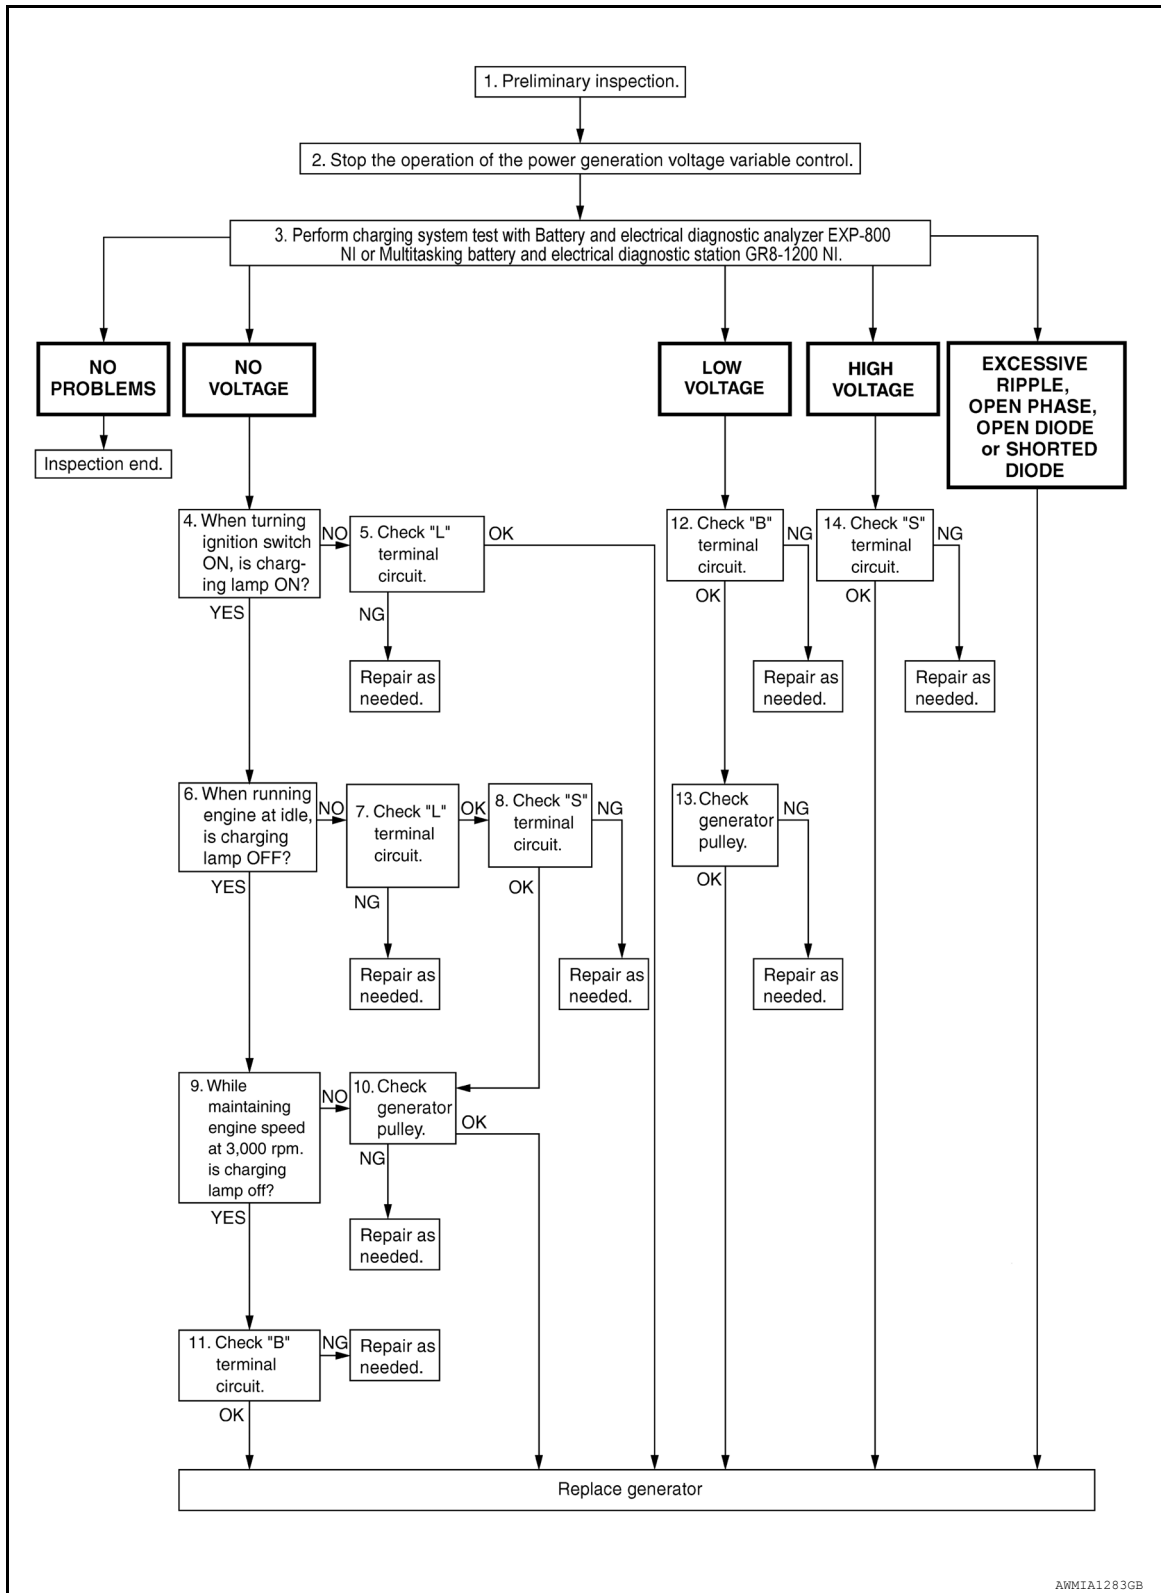 1. Preliminary inspection.
2. Stop the operation of the power generation voltage variable control.
3. Perform charging system test with Battery and electrical diagnostic analyzer EXP-800
NI or Multitasking battery and electrical diagnostic station GR8-1200 NI.
NO
PROBLEMS
NO
VOLTAGE
LOW
VOLTAGE
HIGH
VOLTAGE
EXCESSIVE
RIPPLE,
OPEN PHASE,
OPEN DIODE
or SHORTED
DIODE
Inspection end.
4. When turning
ignition switch
ON, is charg-
ing lamp ON?
NO
YES
5. Check "L"
terminal
circuit.
OK
NG
Repair as
needed.
12. Check "B"
terminal
circuit.
NG
OK
Repair as
needed.
14. Check "S"
terminal
circuit.
NG
OK
Repair as
needed.
6. When running
engine at idle,
is charging
lamp OFF?
NO
YES
7. Check "L"
terminal
circuit.
OK
NG
Repair as
needed.
8. Check "S"
terminal
circuit.
NG
OK
Repair as
needed.
13. Check
generator
pulley.
NG
OK
Repair as
needed.
9. While
maintaining
engine speed
at 3,000 rpm.
is charging
lamp off?
NO
YES
10. Check
generator
pulley.
OK
NG
Repair as
needed.
11. Check "B"
terminal
circuit.
NG
OK
Repair as
needed.
Replace generator
AWMIA1283GB